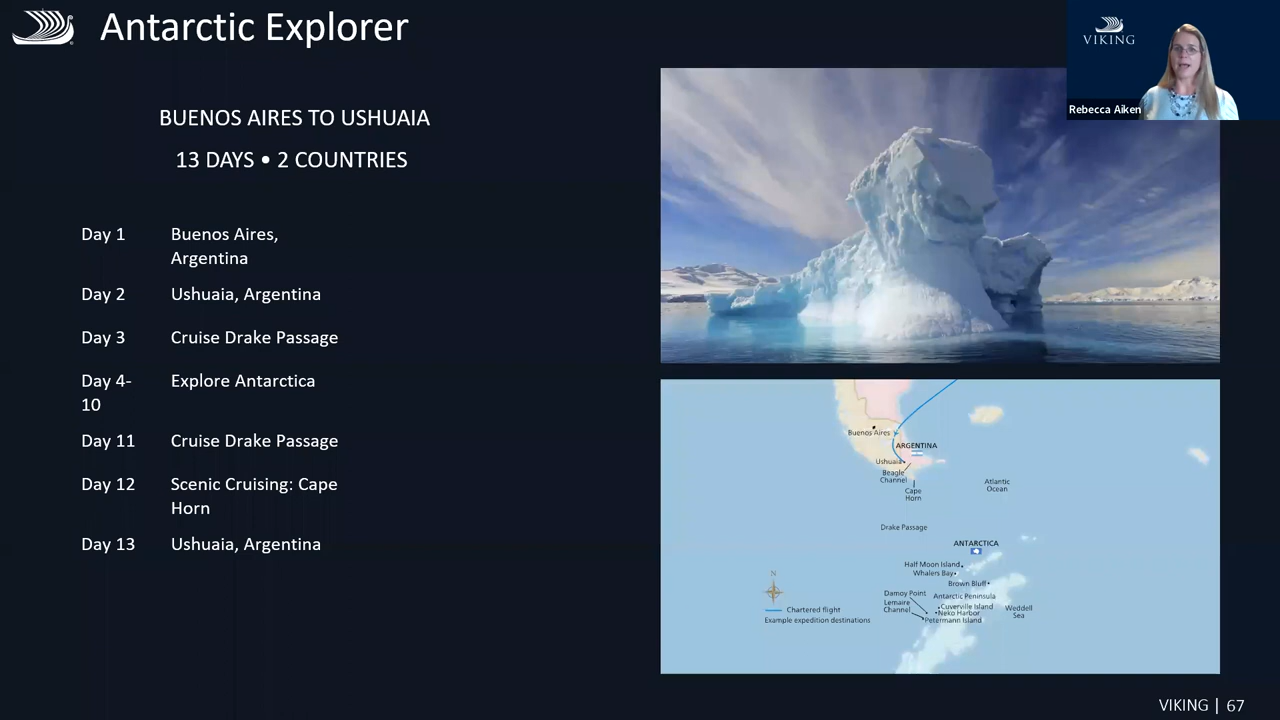 Antarctic Explorer
VIKING
Rebecca Aiken
BUENOS AIRES TO USHUAIA
13 DAYS • 2 COUNTRIES
Day 1 Buenos Aires,
Argentina
Day 2 Ushuaia, Argentina
Day 3 Cruise Drake Passage
Day 4- Explore Antarctica
10
Day 11 Cruise Drake Passage
Day 12 Scenic Cruising: Cape
Horn
Day 13 Ushuaia, Argentina
Buenos Aires
ARGENTINA
Ushuaia
Beagle
Channel
Cape
Horn
Atlantic
Ocean
Drake Passage
ANTARCTICA
Half Moon Island
Whalers Bay
Brown Bluff
Damoy Point
Antarctic Peninsula
Lemaire
Channel
Cuverville Island
Neko Harbor
Petermann Island
Weddell
Sea
N
Chartered flight
Example expedition destinations
VIKING | 67